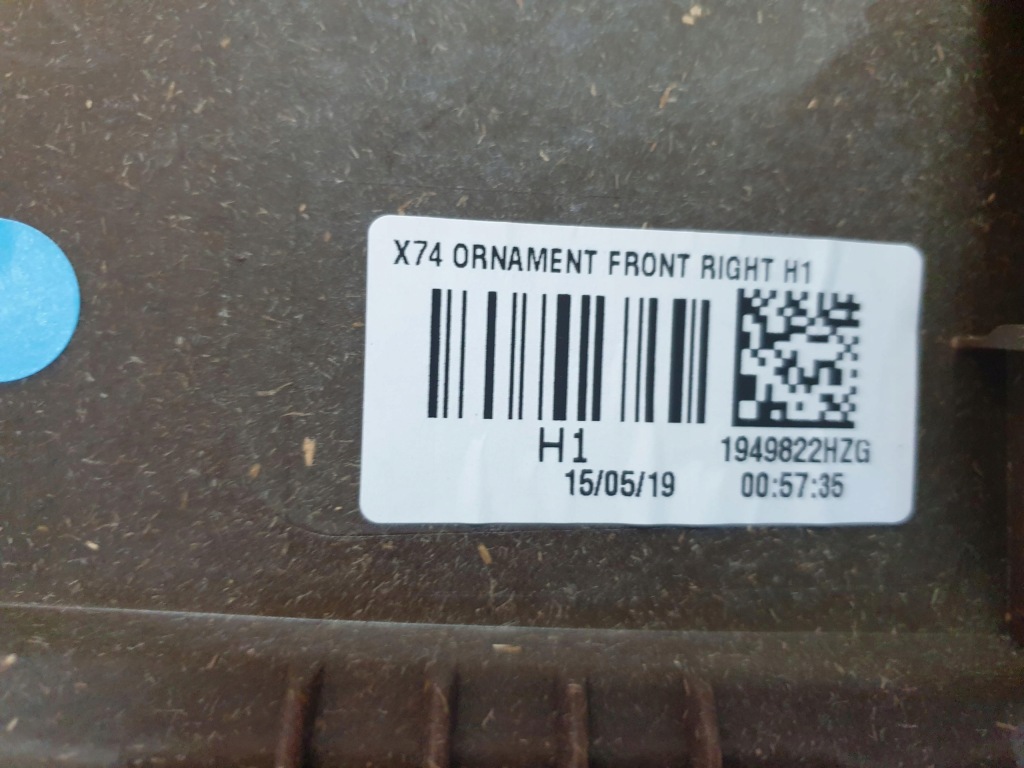 X74 ORNAMENT FRONT RIGHT H1
H1
1949822HZG
15/05/19
00:57:35